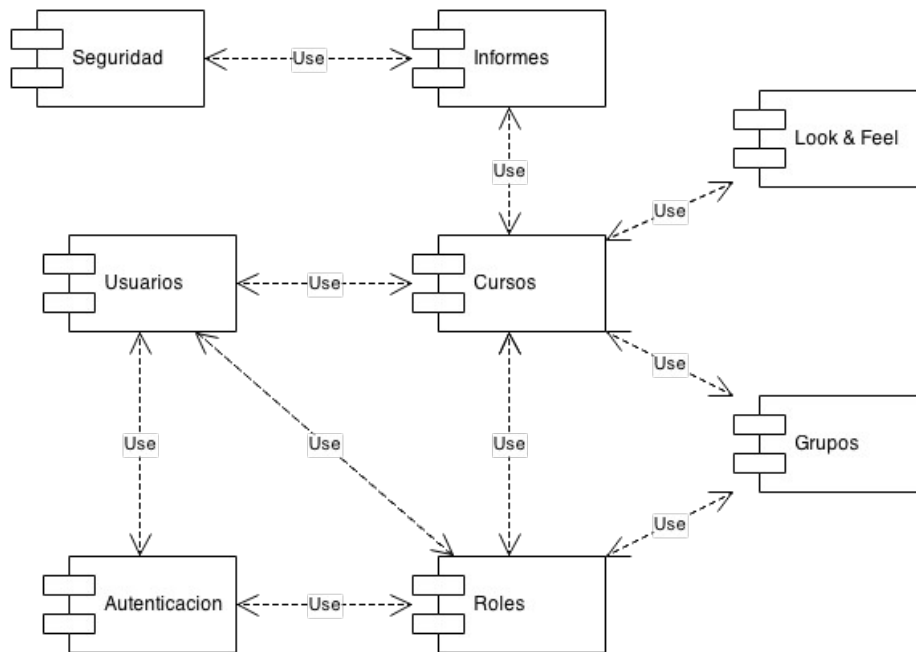 Seguridad
Use
Informes
Use
Look & Feel
Use
Usuarios
Use
Cursos
Use
Use
Use
Use
Grupos
Use
Autenticacion
Use
Roles